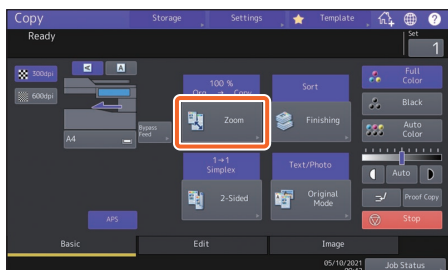 Copy
Storage
Settings
Template
Ready
Set
1
300dpi
600dpi
A
A
A4
Bypass
Feed
APS
100 %
Org → Copy
Zoom
Sort
Finishing
1→1
Simplex
2-Sided
Text/Photo
Original
Mode
Full
Color
Black
Auto
Color
Auto
Proof Copy
Stop
Basic
Edit
Image
05/10/2021
Job Status